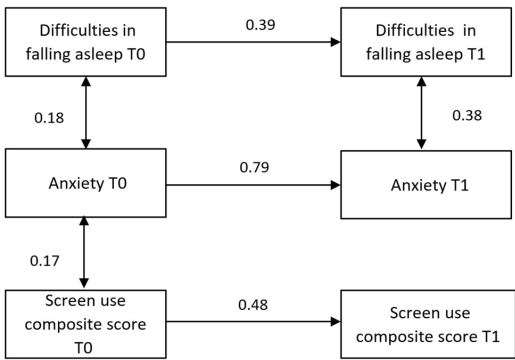 Difficulties in
falling asleep T0
0.39
Difficulties in
falling asleep T1
0.18
0.38
Anxiety T0
0.79
Anxiety T1
0.17
Screen use
composite score
T0
0.48
Screen use
composite score T1